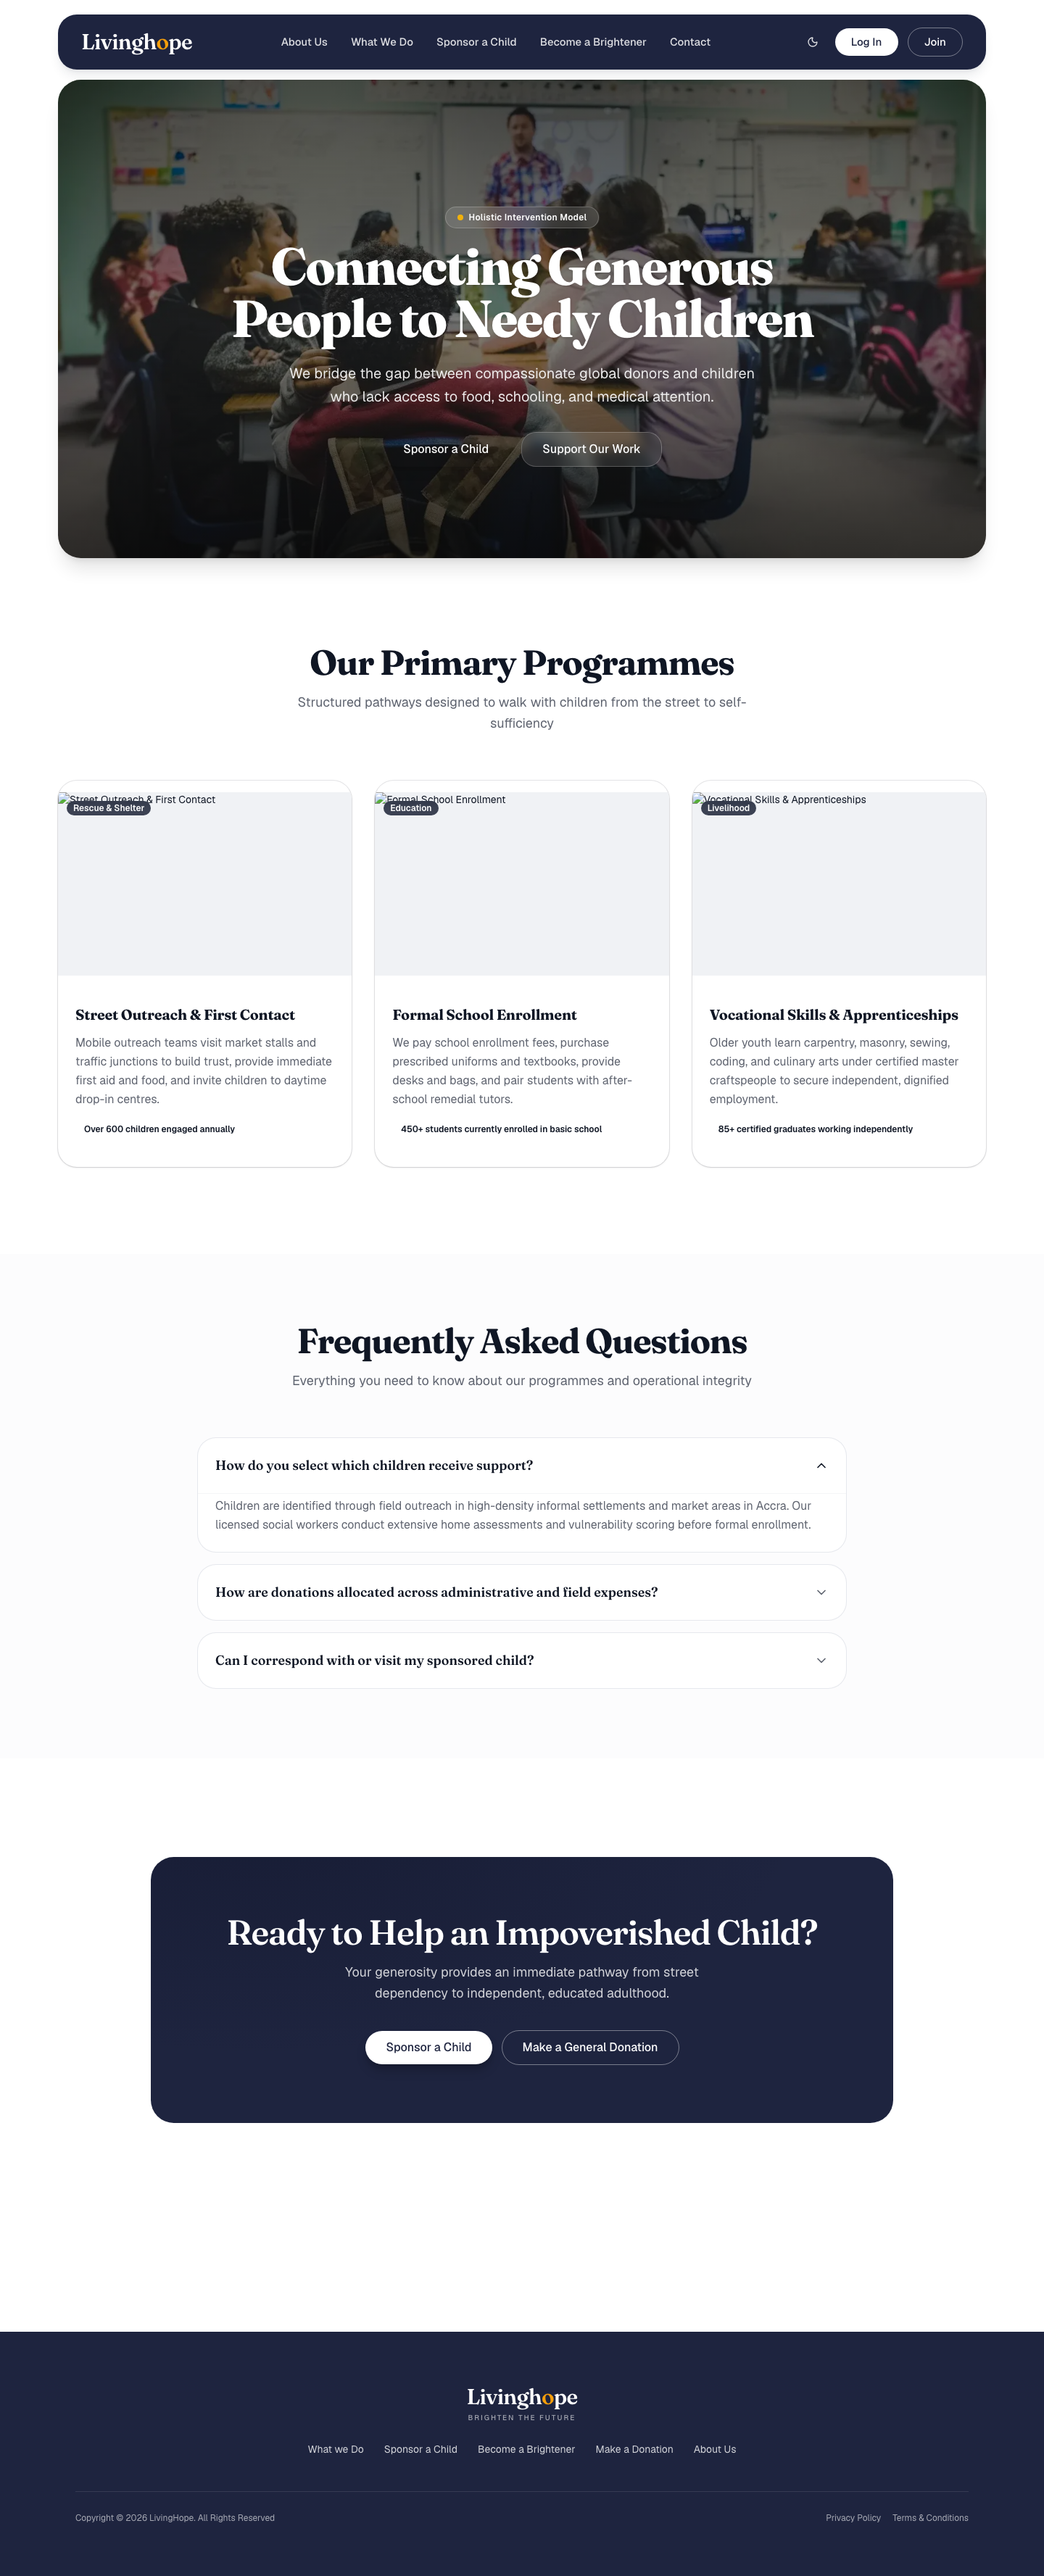 Livinghope
About Us
What We Do
Sponsor a Child
Become a Brightener
Contact
Log In
Join
Holistic Intervention Model
Connecting Generous
People to Needy Children
We bridge the gap between compassionate global donors and children
who lack access to food, schooling, and medical attention.
Sponsor a Child
Support Our Work
Our Primary Programmes
Structured pathways designed to walk with children from the street to self-
sufficiency
Street Outreach & First Contact
Rescue & Shelter
Street Outreach & First Contact
Mobile outreach teams visit market stalls and
traffic junctions to build trust, provide immediate
first aid and food, and invite children to daytime
drop-in centres.
Over 600 children engaged annually
Formal School Enrollment
Education
Formal School Enrollment
We pay school enrollment fees, purchase
prescribed uniforms and textbooks, provide
desks and bags, and pair students with after-
school remedial tutors.
450+ students currently enrolled in basic school
Vocational Skills & Apprenticeships
Livelihood
Vocational Skills & Apprenticeships
Older youth learn carpentry, masonry, sewing,
coding, and culinary arts under certified master
craftspeople to secure independent, dignified
employment.
85+ certified graduates working independently
Frequently Asked Questions
Everything you need to know about our programmes and operational integrity
How do you select which children receive support?
Children are identified through field outreach in high-density informal settlements and market areas in Accra. Our
licensed social workers conduct extensive home assessments and vulnerability scoring before formal enrollment.
How are donations allocated across administrative and field expenses?
Can I correspond with or visit my sponsored child?
Ready to Help an Impoverished Child?
Your generosity provides an immediate pathway from street
dependency to independent, educated adulthood.
Sponsor a Child
Make a General Donation
Livinghope
BRIGHTEN THE FUTURE
What we Do
Sponsor a Child
Become a Brightener
Make a Donation
About Us
Copyright © 2026 LivingHope. All Rights Reserved
Privacy Policy
Terms & Conditions